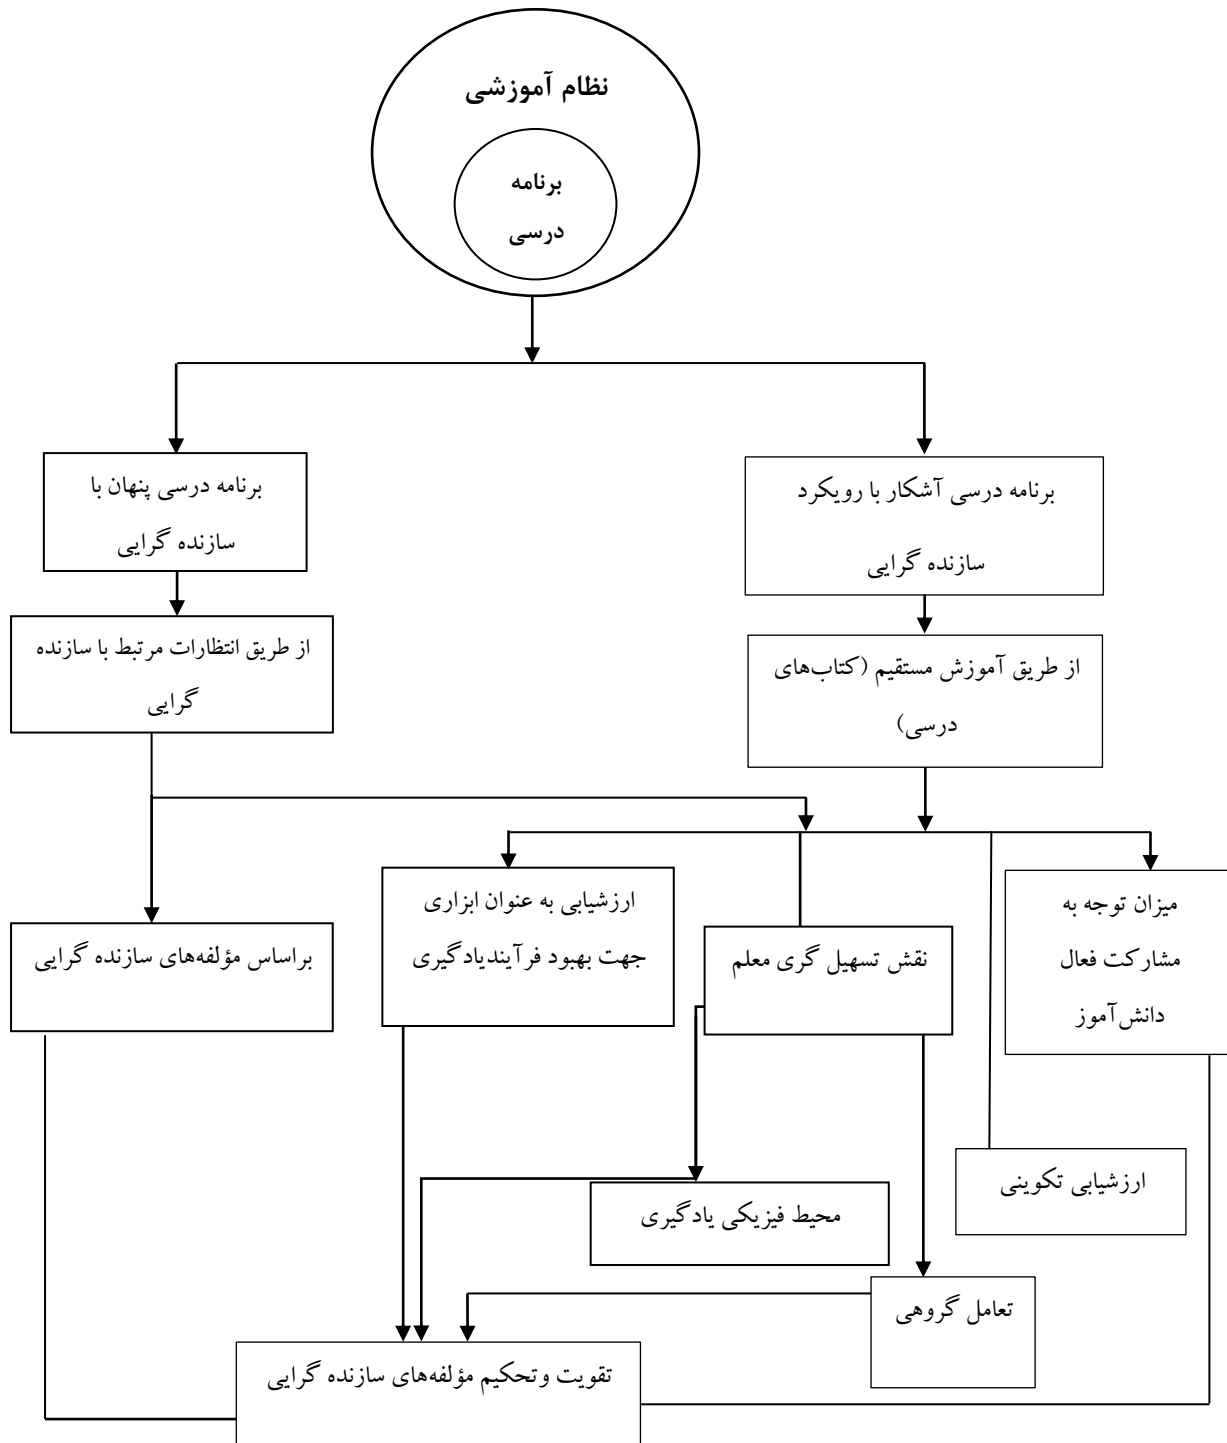 نظام آموزشی
برنامه
درسی
برنامه درسی آشکار با رویکرد
سازنده گرایی
برنامه درسی پنهان با
سازنده گرایی
از طریق آموزش مستقیم (کتاب‌های
درسی)
از طریق انتظارات مرتبط با سازنده
گرایی
میزان توجه به
مشارکت فعال
دانش‌آموز
نقش تسهیل گری معلم
ارزشیابی به عنوان ابزاری
جهت بهبود فرآیندیادگیری
براساس مؤلفه‌های سازنده گرایی
ارزشیابی تکوینی
محیط فیزیکی یادگیری
تعامل گروهی
تقویت وتحکیم مؤلفه‌های سازنده گرایی